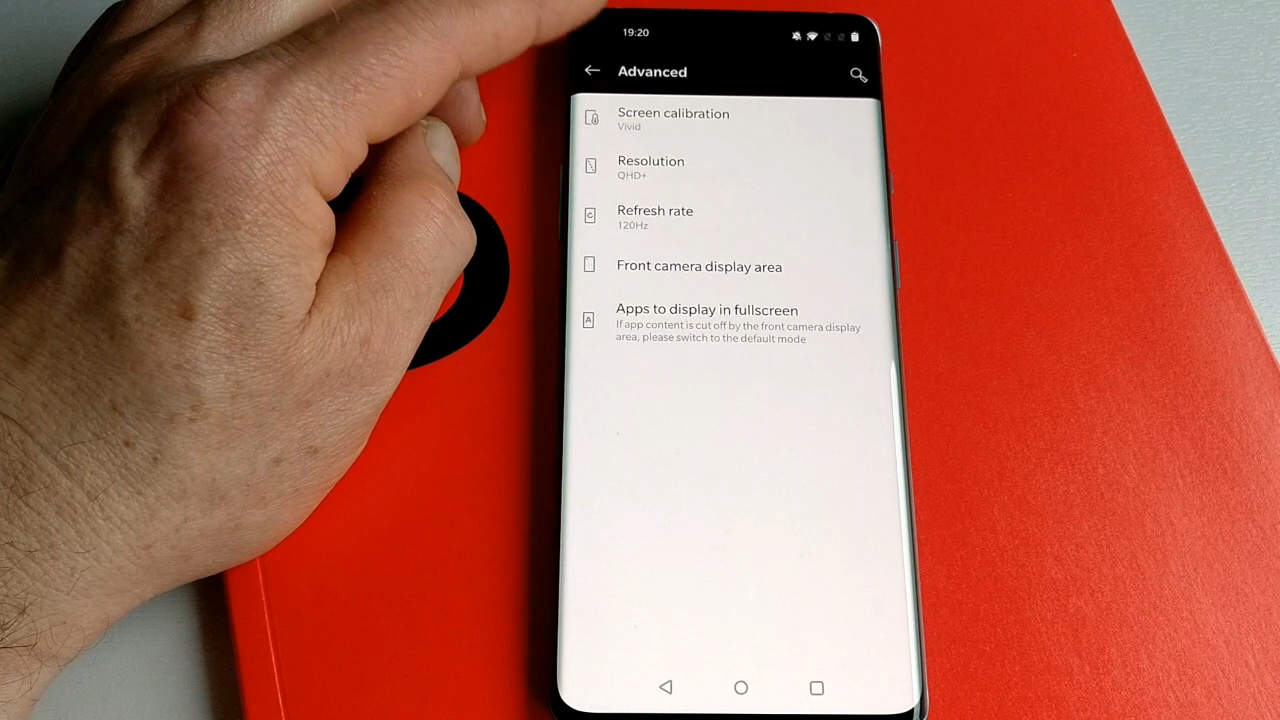 19:20
Advanced
Screen calibration
Vivid
Resolution
QHD+
Refresh rate
120Hz
Front camera display area
A
Apps to display in fullscreen
If app content is cut off by the front camera display
area, please switch to the default mode